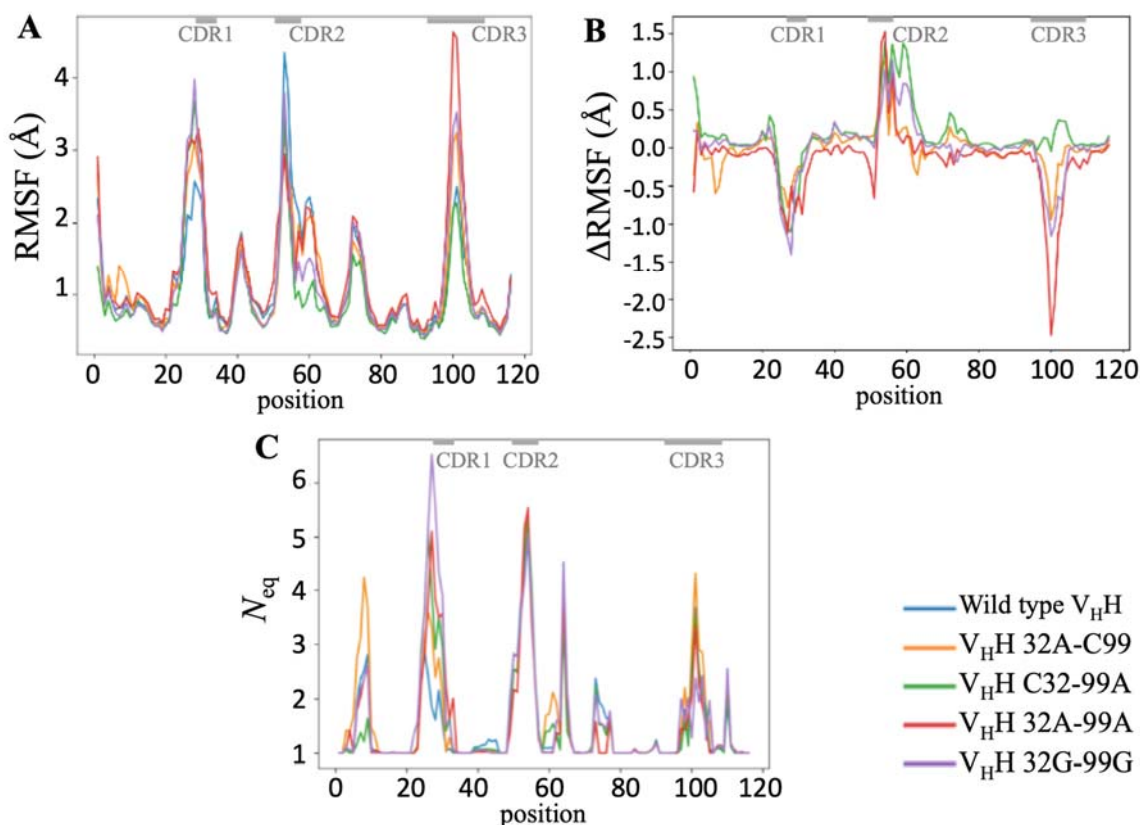 A
CDR1 CDR2 CDR3
RMSF (Å)
4
3
2
1
0 20 40 60 80 100 120
position
B
CDR1 CDR2 CDR3
ΔRMSF (Å)
1.5
1.0
0.5
0.0
-0.5
-1.0
-1.5
-2.0
-2.5
0 20 40 60 80 100 120
position
C
CDR1 CDR2 CDR3
Neq
6
5
4
3
2
1
0 20 40 60 80 100 120
position
Wild type VHH
VHH 32A-C99
VHH C32-99A
VHH 32A-99A
VHH 32G-99G